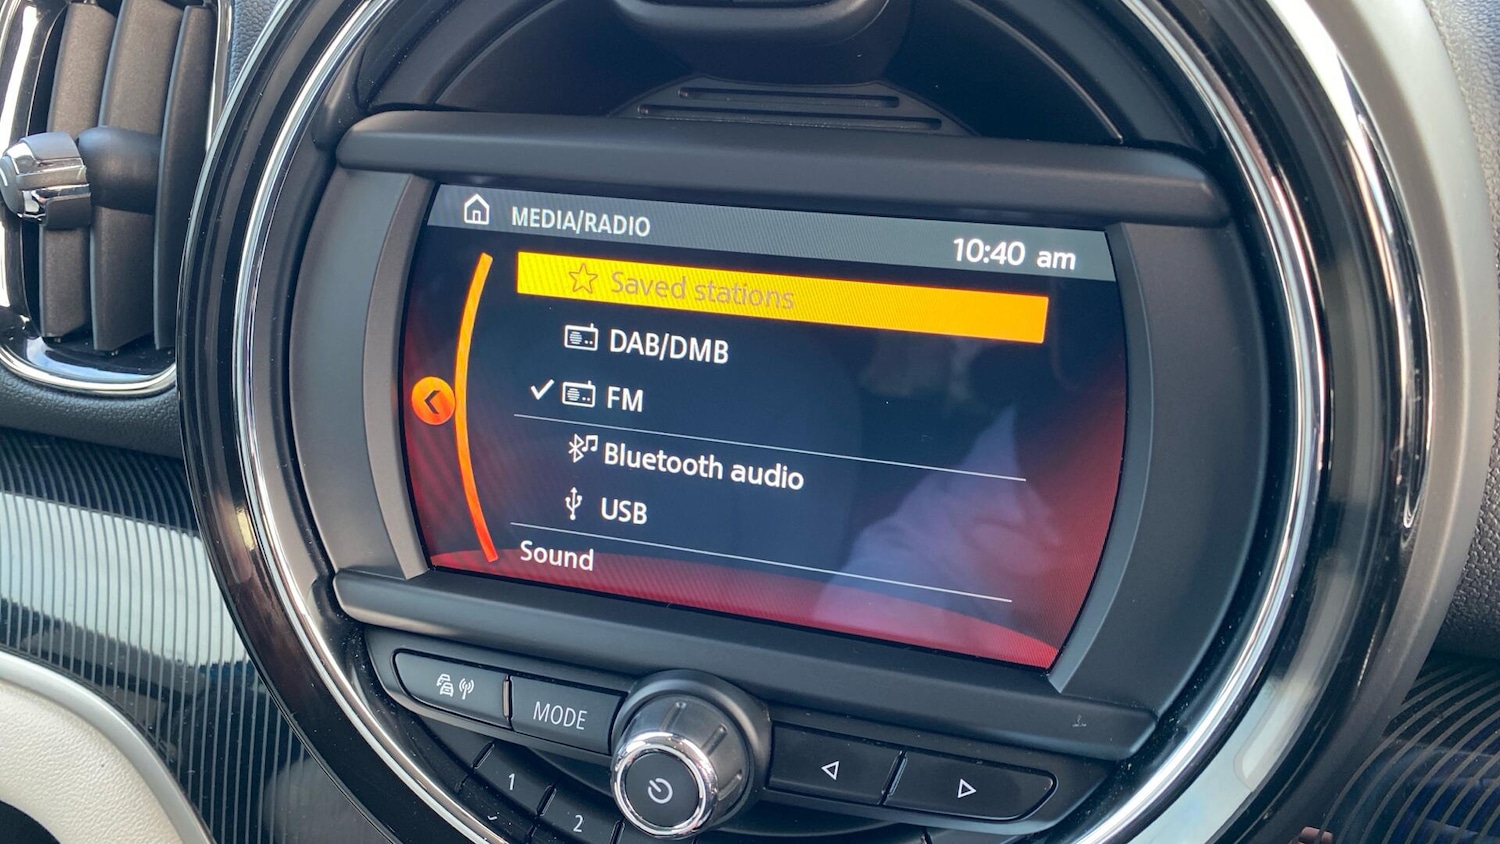 MEDIA/RADIO
10:40 am
Saved stations
DAB/DMB
FM
Bluetooth audio
USB
Sound
MODE
1
2